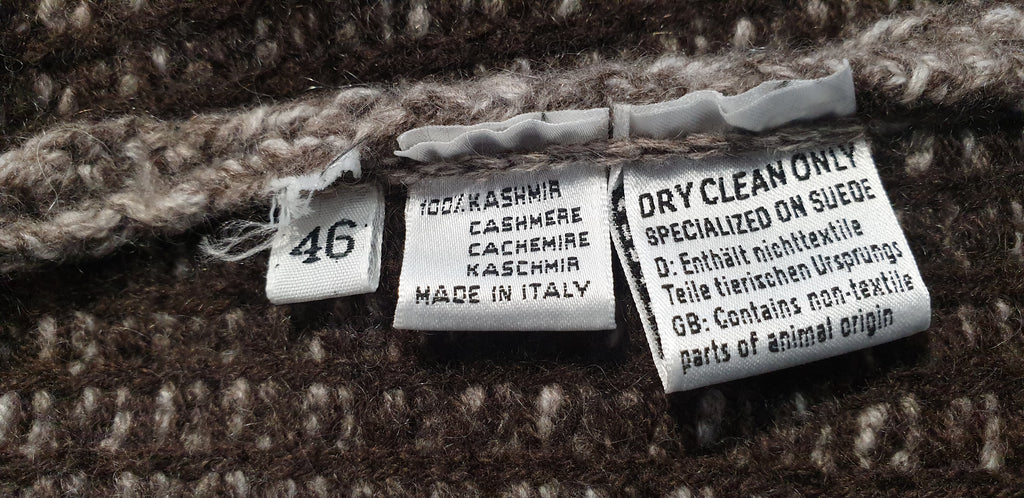 46
100% KASHMIR
CASHMERE
CACHEMIRE
KASCHMIR
MADE IN ITALY
DRY CLEAN ONLY
SPECIALIZED ON SUEDE
D: Enthält nichttextile
Teile tierischen Ursprungs
GB: Contains non-textile
parts of animal origin